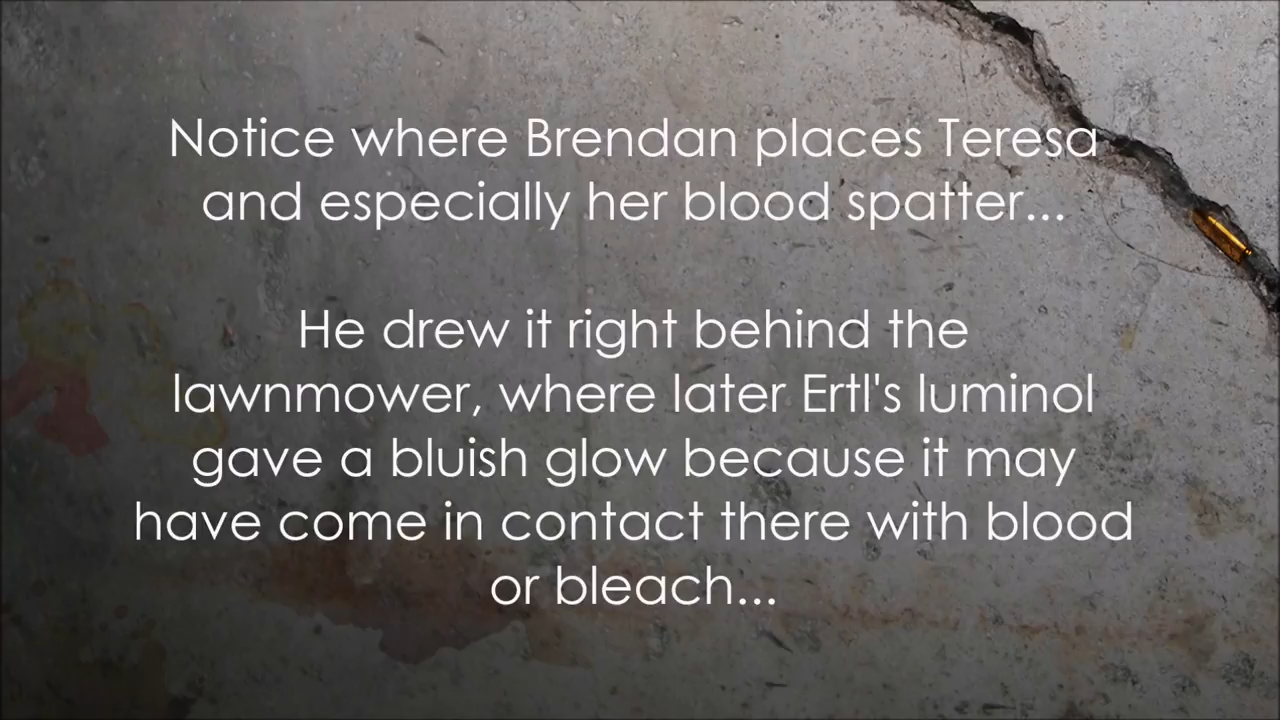 Notice where Brendan places Teresa
and especially her blood spatter...
He drew it right behind the
lawnmower, where later Ertl's luminol
gave a bluish glow because it may
have come in contact there with blood
or bleach...